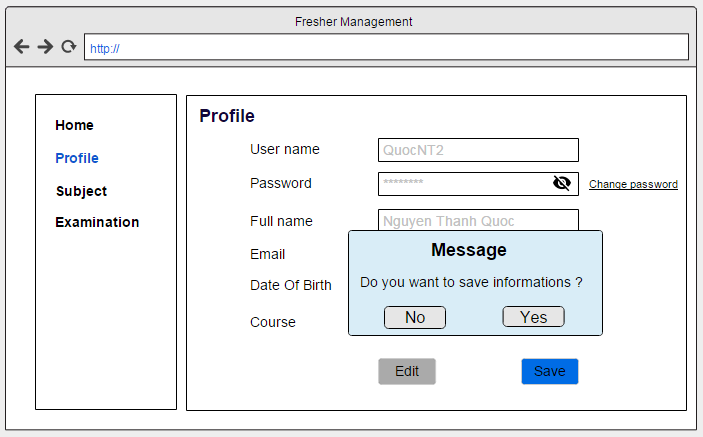 Fresher Management
http://
Home
Profile
Subject
Examination
Profile
User name QuocNT2
Password ******** Change password
Full name Nguyen Thanh Quoc
Email
Date Of Birth
Course
Message
Do you want to save informations ?
No Yes
Edit Save